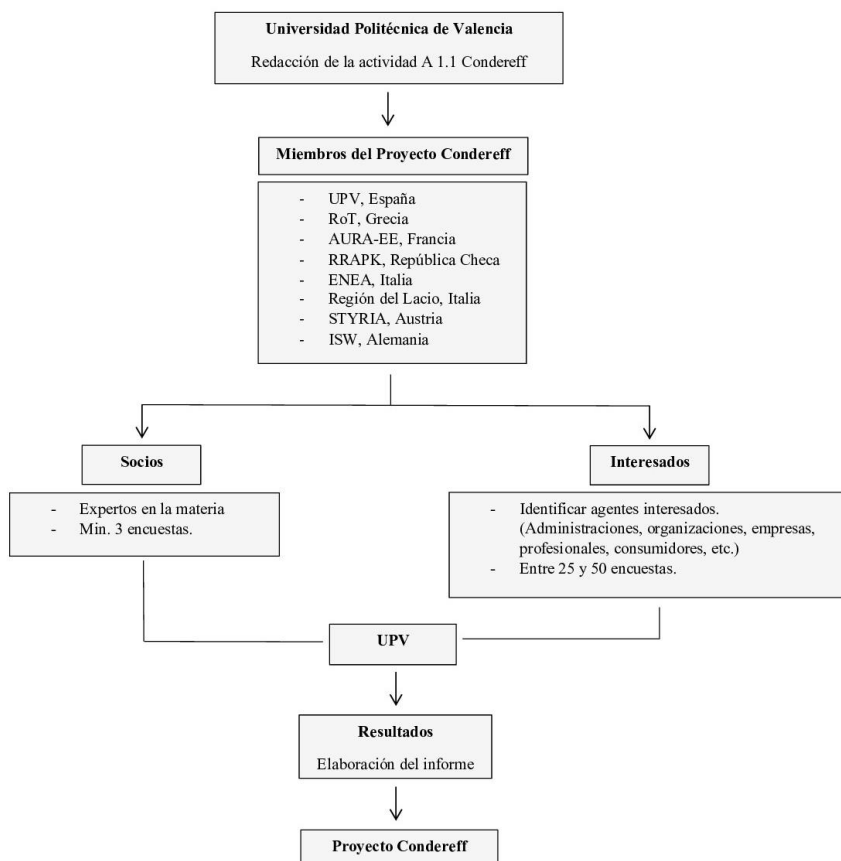 Universidad Politécnica de Valencia
Redacción de la actividad A 1.1 Condereff
Miembros del Proyecto Condereff
- UPV, España
- RoT, Grecia
- AURA-EE, Francia
- RRAPK, República Checa
- ENEA, Italia
- Región del Lacio, Italia
- STYRIA, Austria
- ISW, Alemania
Socios
- Expertos en la materia
- Min. 3 encuestas.
Interesados
- Identificar agentes interesados.
(Administraciones, organizaciones, empresas,
profesionales, consumidores, etc.)
- Entre 25 y 50 encuestas.
UPV
Resultados
Elaboración del informe
Proyecto Condereff